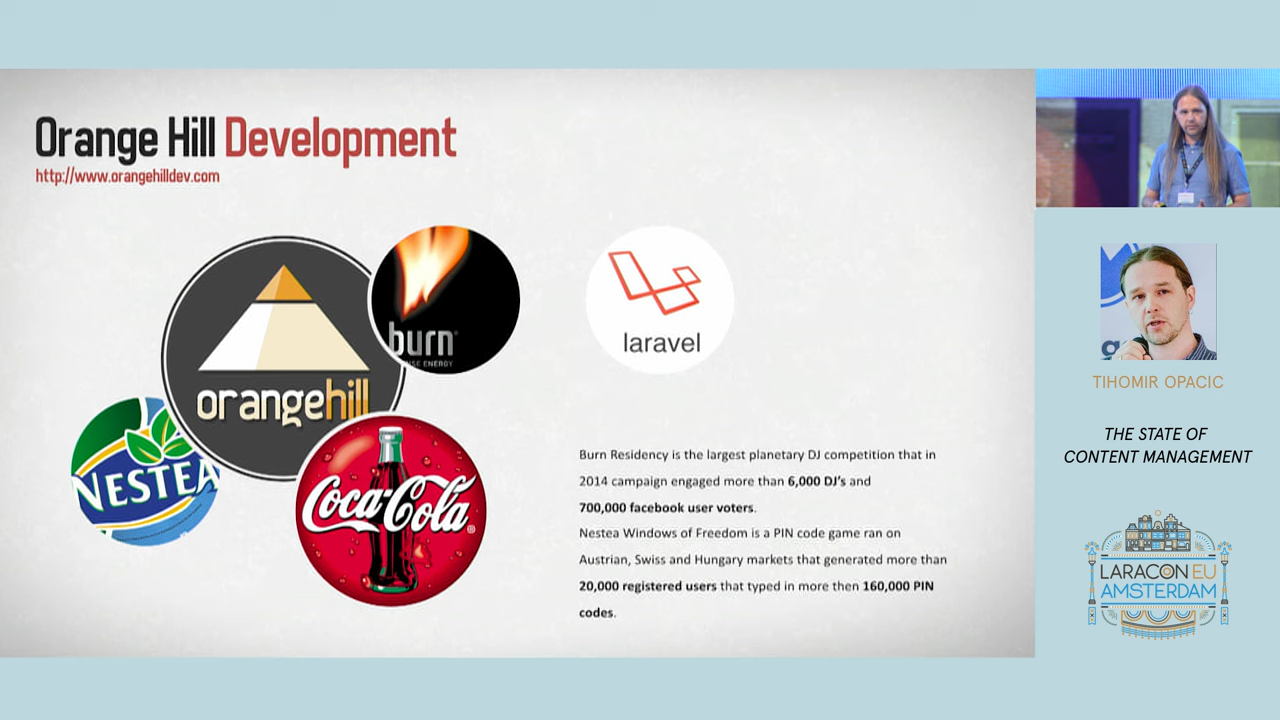 Orange Hill Development
http://www.orangehilldev.com
burn
NSE ENERGY
laravel
orangehill
NESTEA
Coca-Cola
Burn Residency is the largest planetary DJ competition that in
2014 campaign engaged more than 6,000 DJ's and
700,000 facebook user voters.
Nestea Windows of Freedom is a PIN code game ran on
Austrian, Swiss and Hungary markets that generated more than
20,000 registered users that typed in more then 160,000 PIN
codes.
TIHOMIR OPACIC
THE STATE OF
CONTENT MANAGEMENT
LARACON EU
AMSTERDAM